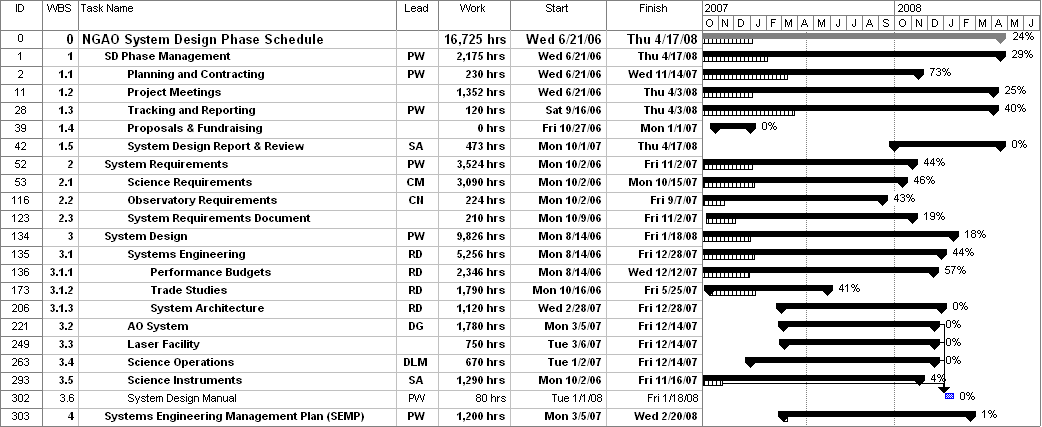 ID WBS Task Name Lead Work Start Finish 2007 2008
O N D J F M A M J J A S O N D J F M A M J
0 0 NGAO System Design Phase Schedule 16,725 hrs Wed 6/21/06 Thu 4/17/08 24%
1 1 SD Phase Management PW 2,175 hrs Wed 6/21/06 Thu 4/17/08 29%
2 1.1 Planning and Contracting PW 230 hrs Wed 6/21/06 Wed 11/14/07 73%
11 1.2 Project Meetings 1,352 hrs Wed 6/21/06 Thu 4/3/08 25%
28 1.3 Tracking and Reporting PW 120 hrs Sat 9/16/06 Thu 4/3/08 40%
39 1.4 Proposals & Fundraising 0 hrs Fri 10/27/06 Mon 1/1/07 0%
42 1.5 System Design Report & Review SA 473 hrs Mon 10/1/07 Thu 4/17/08 0%
52 2 System Requirements PW 3,524 hrs Mon 10/2/06 Fri 11/2/07 44%
53 2.1 Science Requirements CM 3,090 hrs Mon 10/2/06 Mon 10/15/07 46%
116 2.2 Observatory Requirements CN 224 hrs Mon 10/2/06 Fri 9/7/07 43%
123 2.3 System Requirements Document 210 hrs Mon 10/9/06 Fri 11/2/07 19%
134 3 System Design PW 9,826 hrs Mon 8/14/06 Fri 1/18/08 18%
135 3.1 Systems Engineering RD 5,256 hrs Mon 8/14/06 Fri 12/28/07 44%
136 3.1.1 Performance Budgets RD 2,346 hrs Mon 8/14/06 Wed 12/12/07 57%
173 3.1.2 Trade Studies RD 1,790 hrs Mon 10/16/06 Fri 5/25/07 41%
206 3.1.3 System Architecture RD 1,120 hrs Wed 2/28/07 Fri 12/28/07 0%
221 3.2 AO System DG 1,780 hrs Mon 3/5/07 Fri 12/14/07 0%
249 3.3 Laser Facility 750 hrs Tue 3/6/07 Fri 12/14/07 0%
263 3.4 Science Operations DLM 670 hrs Tue 1/2/07 Fri 12/14/07 0%
293 3.5 Science Instruments SA 1,290 hrs Mon 10/2/06 Fri 11/16/07 4%
302 3.6 System Design Manual PW 80 hrs Tue 1/1/08 Fri 1/18/08 0%
303 4 Systems Engineering Management Plan (SEMP) PW 1,200 hrs Mon 3/5/07 Wed 2/20/08 1%